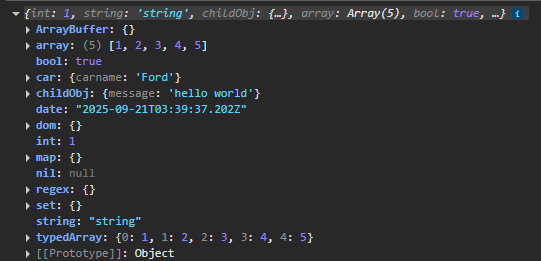 {int: 1, string: 'string', childObj: {…}, array: Array(5), bool: true, …} i
ArrayBuffer: {}
array: (5) [1, 2, 3, 4, 5]
bool: true
car: {carname: 'Ford'}
childObj: {message: 'hello world'}
date: "2025-09-21T03:39:37.202Z"
dom: {}
int: 1
map: {}
nil: null
regex: {}
set: {}
string: "string"
typedArray: {0: 1, 1: 2, 2: 3, 3: 4, 4: 5}
[[Prototype]]: Object